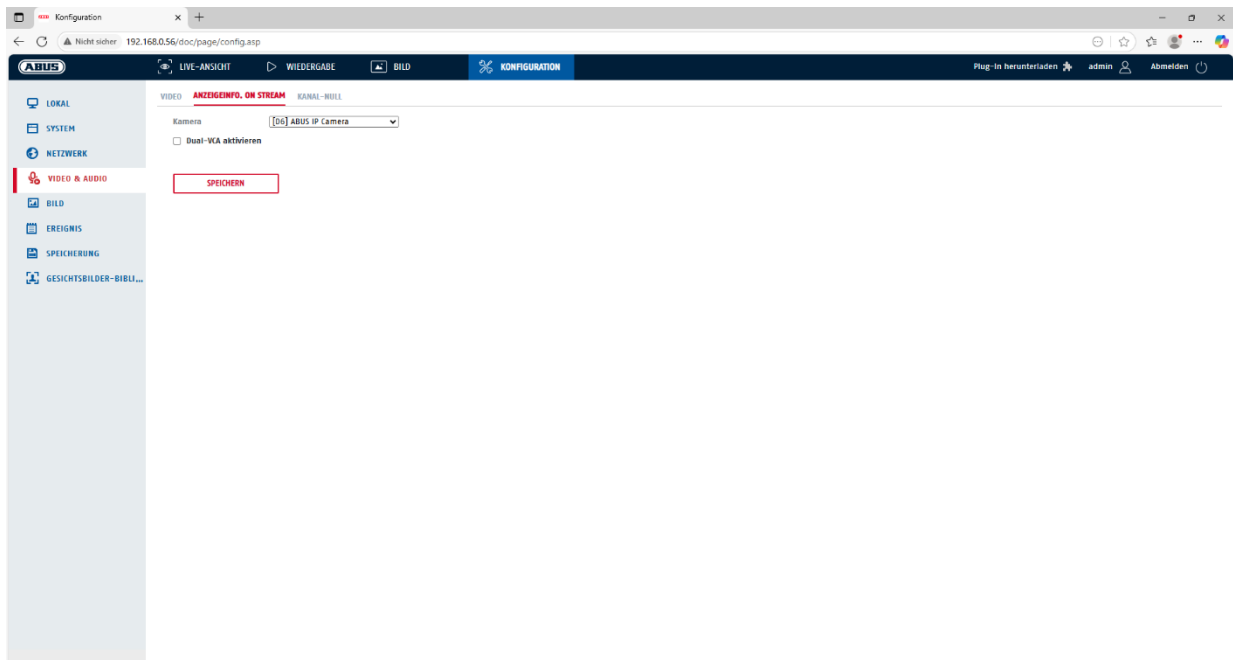 Konfiguration
Nicht sicher 192.168.0.56/doc/page/config.asp
ABUS LIVE-ANSICHT WIEDERGABE BILD KONFIGURATION Plug-In herunterladen admin Abmelden
LOKAL
SYSTEM
NETZWERK
VIDEO & AUDIO
BILD
EREIGNIS
SPEICHERUNG
GESICHTSBILDER-BIBLI...
VIDEO ANZEIGEINFO. ON STREAM KANAL-NULL
Kamera [D6] ABUS IP Camera
Dual-VCA aktivieren
SPEICHERN